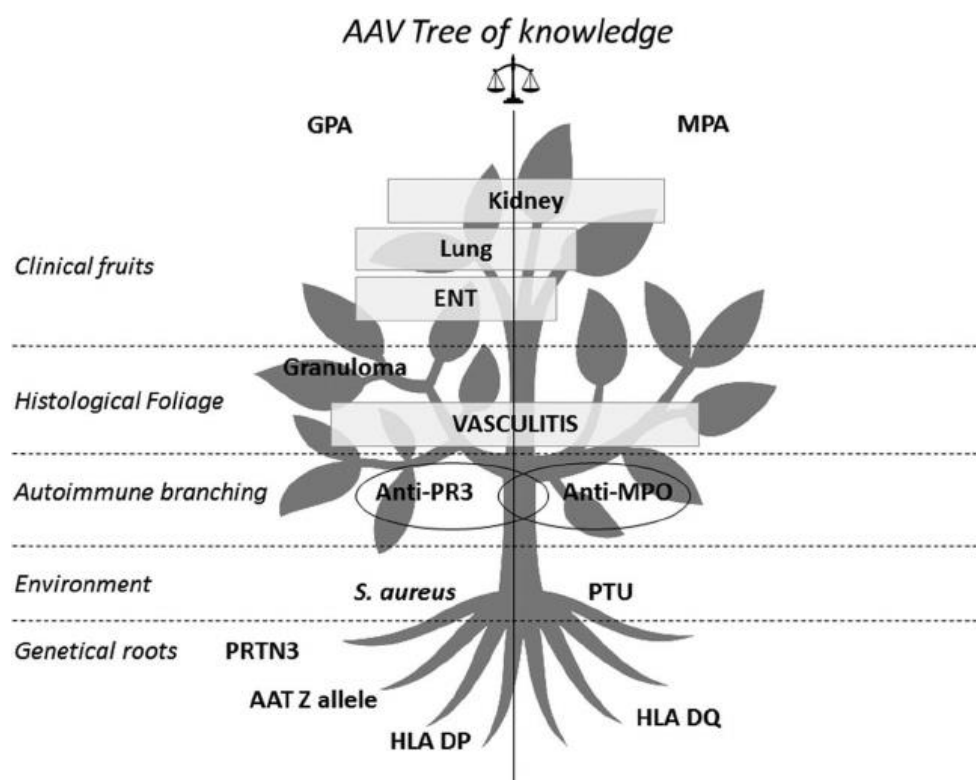 AAV Tree of knowledge
GPA
MPA
Kidney
Lung
Clinical fruits
ENT
Granuloma
Histological Foliage
VASCULITIS
Autoimmune branching
Anti-PR3
Anti-MPO
Environment
S. aureus
PTU
Genetical roots
PRTN3
AAT Z allele
HLA DP
HLA DQ